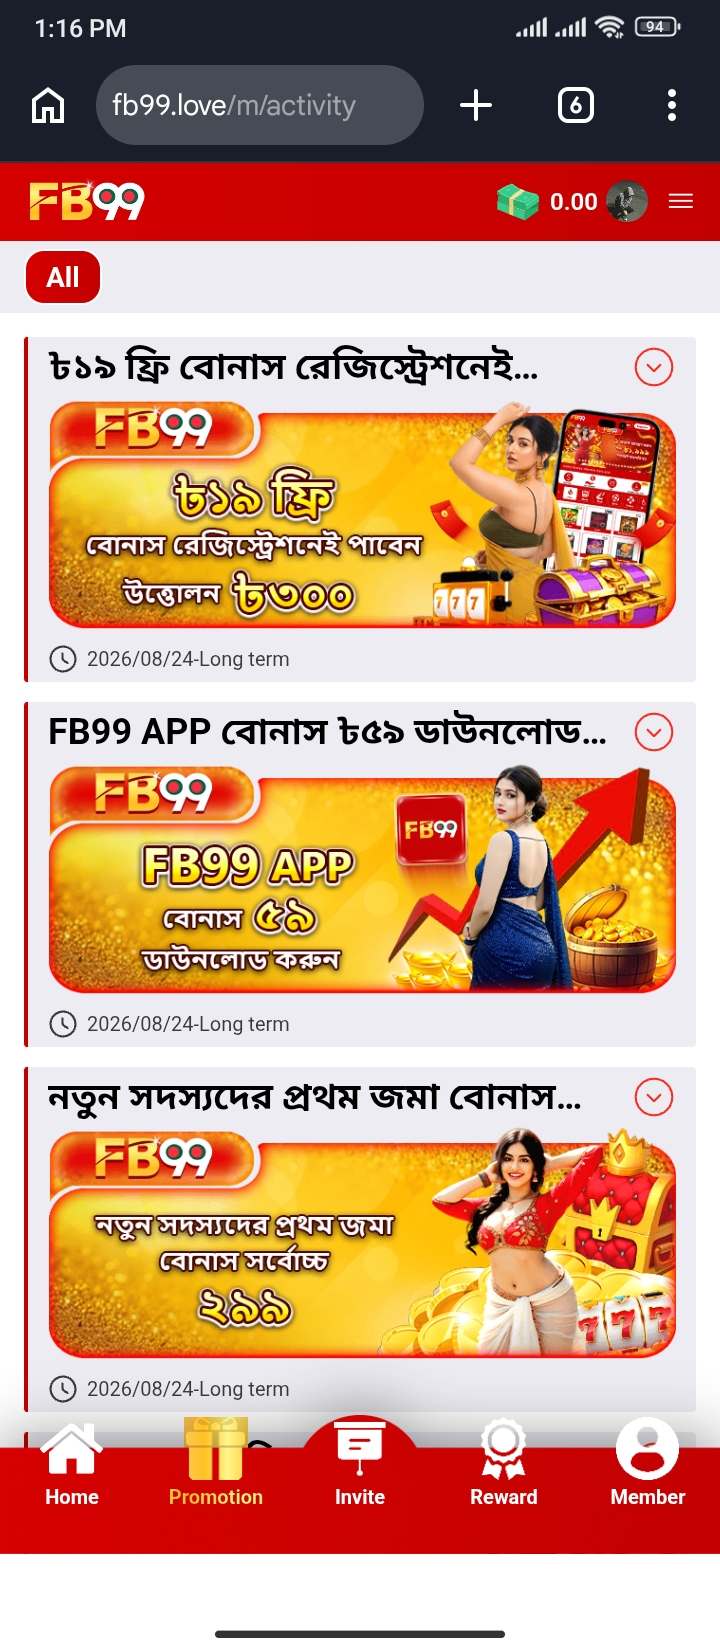 1:16 PM
94
fb99.love/m/activity
6
FB99
0.00
All
৳১৯ ফ্রি বোনাস রেজিস্ট্রেশনেই...
FB99
৳১৯ ফ্রি
বোনাস রেজিস্ট্রেশনেই পাবেন
উত্তোলন ৳৩০০
777
2026/08/24-Long term
FB99 APP বোনাস ৳৫৯ ডাউনলোড...
FB99
FB99
FB99 APP
বোনাস ৫৯
ডাউনলোড করুন
2026/08/24-Long term
নতুন সদস্যদের প্রথম জমা বোনাস...
FB99
নতুন সদস্যদের প্রথম জমা
বোনাস সর্বোচ্চ
২৯৯
777
2026/08/24-Long term
Home
Promotion
Invite
Reward
Member